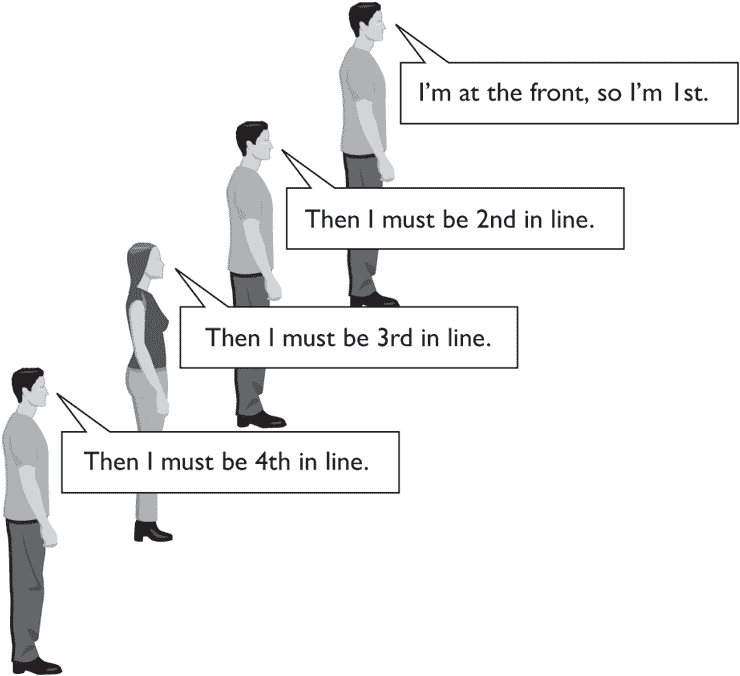 I'm at the front, so I'm 1st.
Then I must be 2nd in line.
Then I must be 3rd in line.
Then I must be 4th in line.